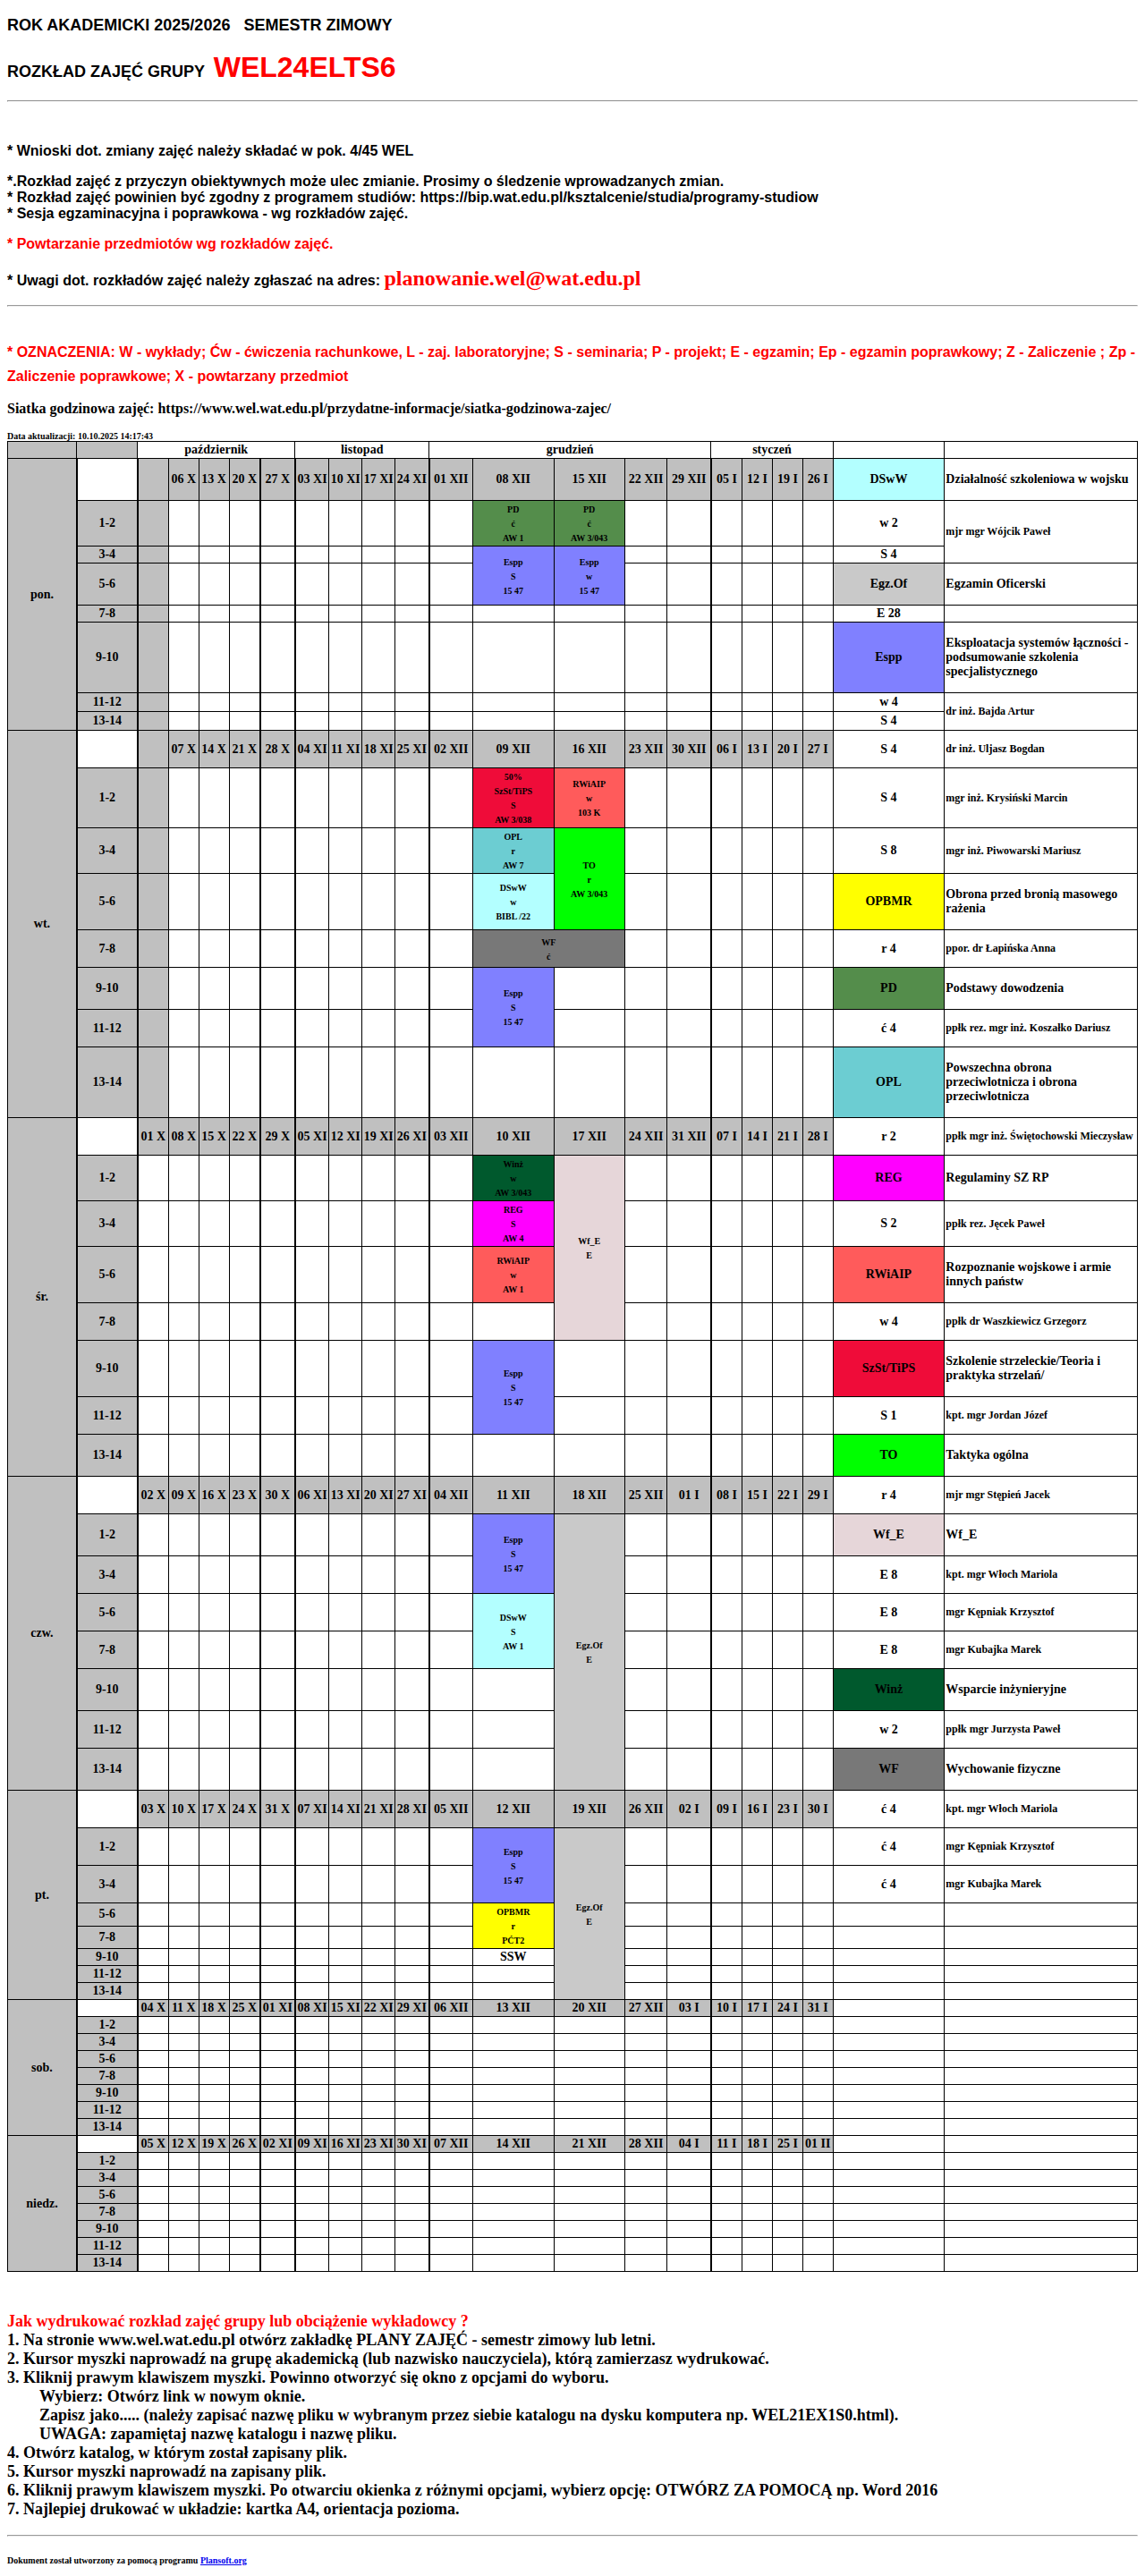 ROK AKADEMICKI 2025/2026   SEMESTR ZIMOWY
ROZKŁAD ZAJĘĆ GRUPY  WEL24ELTS6
* Wnioski dot. zmiany zajęć należy składać w pok. 4/45 WEL
*.Rozkład zajęć z przyczyn obiektywnych może ulec zmianie. Prosimy o śledzenie wprowadzanych zmian.
* Rozkład zajęć powinien być zgodny z programem studiów: https://bip.wat.edu.pl/ksztalcenie/studia/programy-studiow
* Sesja egzaminacyjna i poprawkowa - wg rozkładów zajęć.
* Powtarzanie przedmiotów wg rozkładów zajęć.
* Uwagi dot. rozkładów zajęć należy zgłaszać na adres: planowanie.wel@wat.edu.pl
* OZNACZENIA: W - wykłady; Ćw - ćwiczenia rachunkowe, L - zaj. laboratoryjne; S - seminaria; P - projekt; E - egzamin; Ep - egzamin poprawkowy; Z - Zaliczenie ; Zp -
Zaliczenie poprawkowe; X - powtarzany przedmiot
Siatka godzinowa zajęć: https://www.wel.wat.edu.pl/przydatne-informacje/siatka-godzinowa-zajec/
Data aktualizacji: 10.10.2025 14:17:43
październik listopad grudzień styczeń
pon.
06 X 13 X 20 X 27 X 03 XI 10 XI 17 XI 24 XI 01 XII 08 XII 15 XII 22 XII 29 XII 05 I 12 I 19 I 26 I DSwW Działalność szkoleniowa w wojsku
1-2 PD ć AW 1 PD ć AW 3/043 w 2 mjr mgr Wójcik Paweł
3-4 Espp S 15 47 Espp w 15 47 S 4
5-6 Egz.Of Egzamin Oficerski
7-8 E 28
9-10 Espp Eksploatacja systemów łączności - podsumowanie szkolenia specjalistycznego
11-12 w 4 dr inż. Bajda Artur
13-14 S 4
wt.
07 X 14 X 21 X 28 X 04 XI 11 XI 18 XI 25 XI 02 XII 09 XII 16 XII 23 XII 30 XII 06 I 13 I 20 I 27 I S 4 dr inż. Uljasz Bogdan
1-2 50% SzSt/TiPS S AW 3/038 RWiAIP w 103 K S 4 mgr inż. Krysiński Marcin
3-4 OPL r AW 7 TO r AW 3/043 S 8 mgr inż. Piwowarski Mariusz
5-6 DSwW w BIBL /22 OPBMR Obrona przed bronią masowego rażenia
7-8 WF ć r 4 ppor. dr Łapińska Anna
9-10 Espp S 15 47 PD Podstawy dowodzenia
11-12 ć 4 ppłk rez. mgr inż. Koszałko Dariusz
13-14 OPL Powszechna obrona przeciwlotnicza i obrona przeciwlotnicza
śr.
01 X 08 X 15 X 22 X 29 X 05 XI 12 XI 19 XI 26 XI 03 XII 10 XII 17 XII 24 XII 31 XII 07 I 14 I 21 I 28 I r 2 ppłk mgr inż. Świętochowski Mieczysław
1-2 Winż w AW 3/043 Wf_E E REG Regulaminy SZ RP
3-4 REG S AW 4 S 2 ppłk rez. Jęcek Paweł
5-6 RWiAIP w AW 1 RWiAIP Rozpoznanie wojskowe i armie innych państw
7-8 w 4 ppłk dr Waszkiewicz Grzegorz
9-10 Espp S 15 47 SzSt/TiPS Szkolenie strzeleckie/Teoria i praktyka strzelań/
11-12 S 1 kpt. mgr Jordan Józef
13-14 TO Taktyka ogólna
czw.
02 X 09 X 16 X 23 X 30 X 06 XI 13 XI 20 XI 27 XI 04 XII 11 XII 18 XII 25 XII 01 I 08 I 15 I 22 I 29 I r 4 mjr mgr Stępień Jacek
1-2 Espp S 15 47 Egz.Of E Wf_E Wf_E
3-4 E 8 kpt. mgr Włoch Mariola
5-6 DSwW S AW 1 E 8 mgr Kępniak Krzysztof
7-8 E 8 mgr Kubajka Marek
9-10 Winż Wsparcie inżynieryjne
11-12 w 2 ppłk mgr Jurzysta Paweł
13-14 WF Wychowanie fizyczne
pt.
03 X 10 X 17 X 24 X 31 X 07 XI 14 XI 21 XI 28 XI 05 XII 12 XII 19 XII 26 XII 02 I 09 I 16 I 23 I 30 I ć 4 kpt. mgr Włoch Mariola
1-2 Espp S 15 47 Egz.Of E ć 4 mgr Kępniak Krzysztof
3-4 ć 4 mgr Kubajka Marek
5-6 OPBMR r PĆT2
7-8
9-10 SSW
11-12
13-14
sob.
04 X 11 X 18 X 25 X 01 XI 08 XI 15 XI 22 XI 29 XI 06 XII 13 XII 20 XII 27 XII 03 I 10 I 17 I 24 I 31 I
1-2
3-4
5-6
7-8
9-10
11-12
13-14
niedz.
05 X 12 X 19 X 26 X 02 XI 09 XI 16 XI 23 XI 30 XI 07 XII 14 XII 21 XII 28 XII 04 I 11 I 18 I 25 I 01 II
1-2
3-4
5-6
7-8
9-10
11-12
13-14
Jak wydrukować rozkład zajęć grupy lub obciążenie wykładowcy ?
1. Na stronie www.wel.wat.edu.pl otwórz zakładkę PLANY ZAJĘĆ - semestr zimowy lub letni.
2. Kursor myszki naprowadź na grupę akademicką (lub nazwisko nauczyciela), którą zamierzasz wydrukować.
3. Kliknij prawym klawiszem myszki. Powinno otworzyć się okno z opcjami do wyboru.
Wybierz: Otwórz link w nowym oknie.
Zapisz jako..... (należy zapisać nazwę pliku w wybranym przez siebie katalogu na dysku komputera np. WEL21EX1S0.html).
UWAGA: zapamiętaj nazwę katalogu i nazwę pliku.
4. Otwórz katalog, w którym został zapisany plik.
5. Kursor myszki naprowadź na zapisany plik.
6. Kliknij prawym klawiszem myszki. Po otwarciu okienka z różnymi opcjami, wybierz opcję: OTWÓRZ ZA POMOCĄ np. Word 2016
7. Najlepiej drukować w układzie: kartka A4, orientacja pozioma.
Dokument został utworzony za pomocą programu Plansoft.org